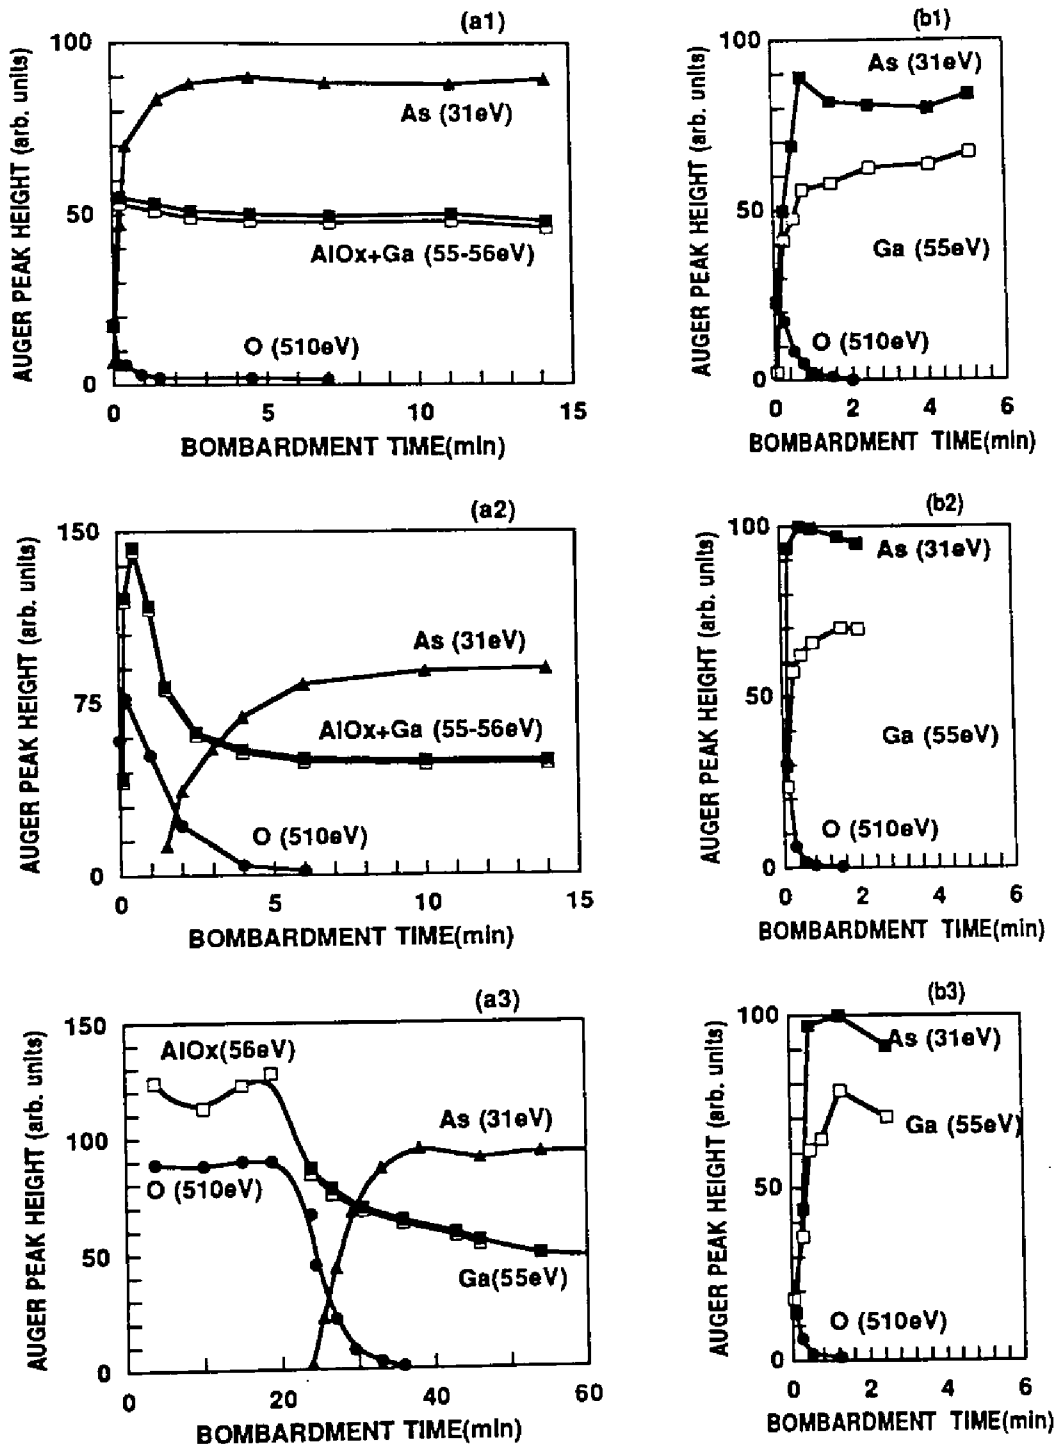 (a1)
100
50
0
0 5 10 15
AUGER PEAK HEIGHT (arb. units)
As (31eV)
AlOx+Ga (55-56eV)
O (510eV)
BOMBARDMENT TIME(min)
(b1)
100
50
0
0 2 4 6
AUGER PEAK HEIGHT (arb. units)
As (31eV)
Ga (55eV)
O (510eV)
BOMBARDMENT TIME(min)
(a2)
150
75
0
0 5 10 15
AUGER PEAK HEIGHT (arb. units)
As (31eV)
AlOx+Ga (55-56eV)
O (510eV)
BOMBARDMENT TIME(min)
(b2)
100
50
0
0 2 4 6
AUGER PEAK HEIGHT (arb. units)
As (31eV)
Ga (55eV)
O (510eV)
BOMBARDMENT TIME(min)
(a3)
150
100
50
0
0 20 40 60
AUGER PEAK HEIGHT (arb. units)
AlOx(56eV)
As (31eV)
O (510eV)
Ga(55eV)
BOMBARDMENT TIME(min)
(b3)
100
50
0
0 2 4 6
AUGER PEAK HEIGHT (arb. units)
As (31eV)
Ga (55eV)
O (510eV)
BOMBARDMENT TIME(min)